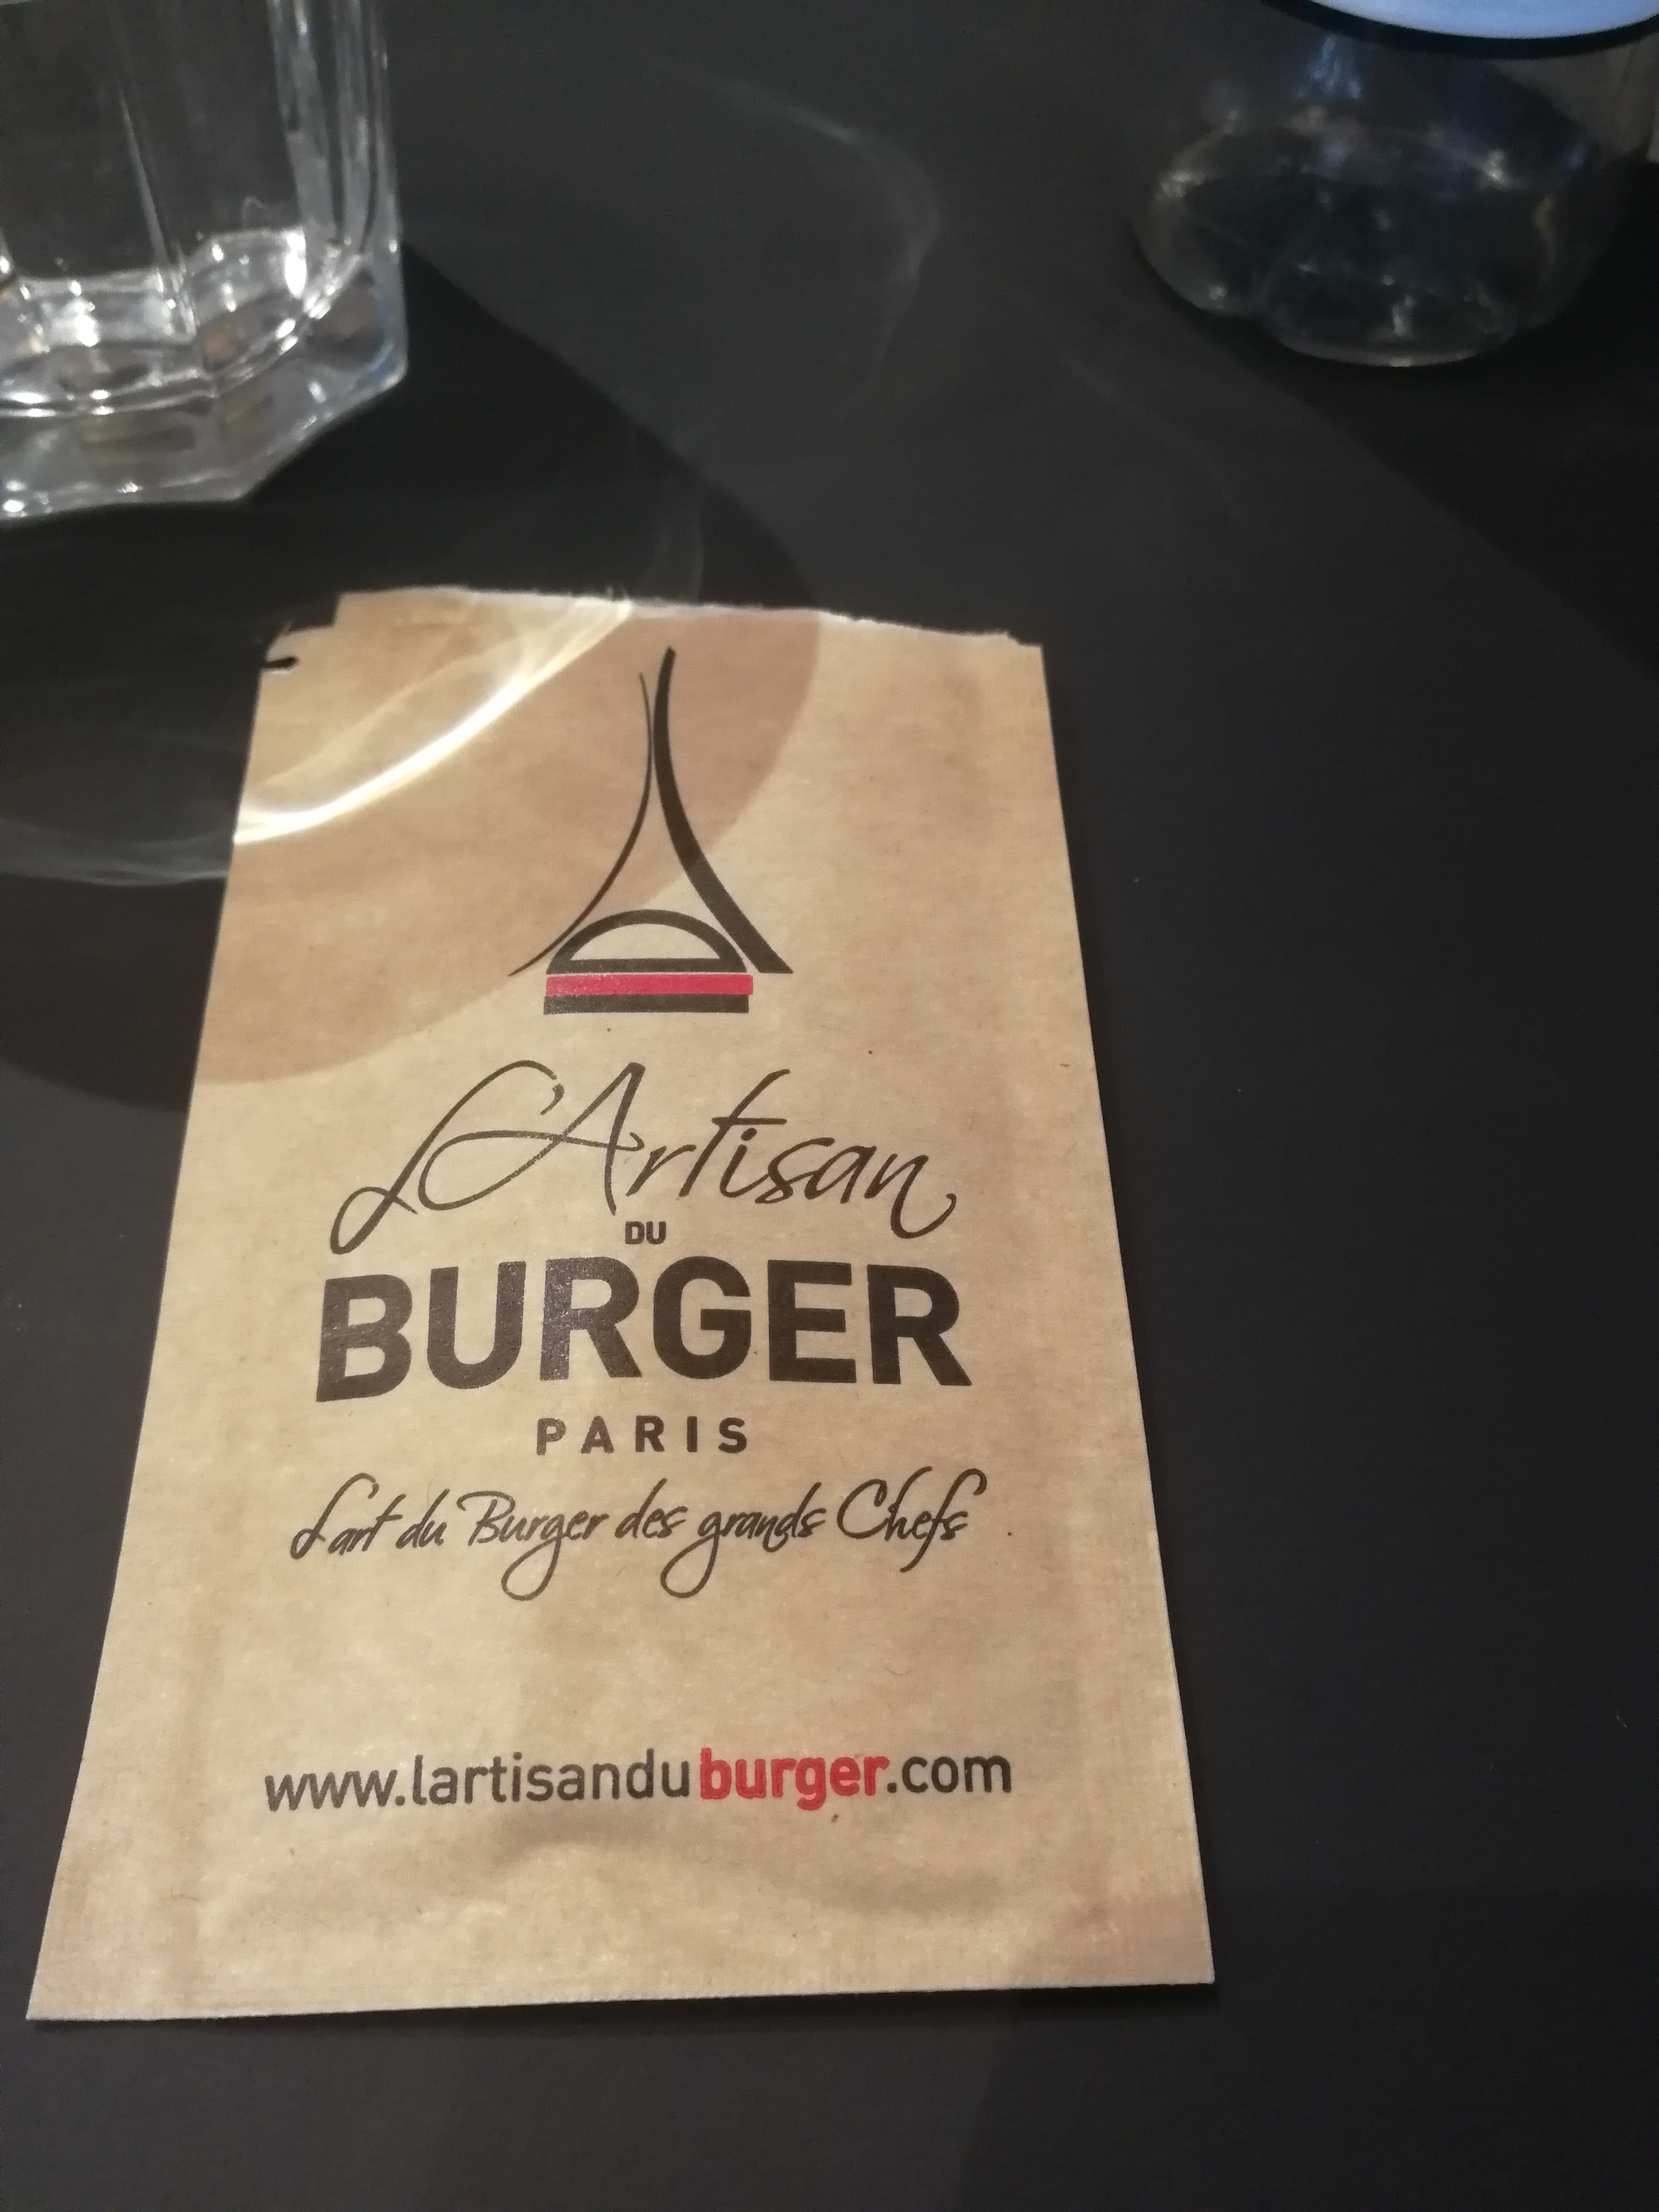 L'Artisan
DU
BURGER
PARIS
L'art du Burger des grands Chefs
www.lartisanduburger.com